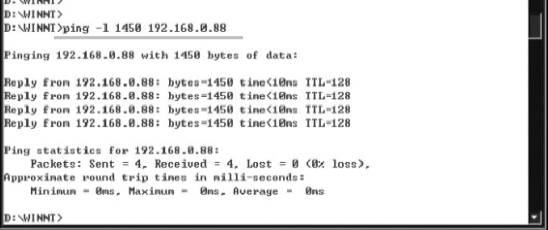 D:\WINNT>
D:\WINNT>
D:\WINNT>ping -l 1450 192.168.0.88
Pinging 192.168.0.88 with 1450 bytes of data:
Reply from 192.168.0.88: bytes=1450 time<10ms TTL=128
Reply from 192.168.0.88: bytes=1450 time<10ms TTL=128
Reply from 192.168.0.88: bytes=1450 time<10ms TTL=128
Reply from 192.168.0.88: bytes=1450 time<10ms TTL=128
Ping statistics for 192.168.0.88:
Packets: Sent = 4, Received = 4, Lost = 0 (0% loss),
Approximate round trip times in milli-seconds:
Minimum = 0ms, Maximum = 0ms, Average = 0ms
D:\WINNT>